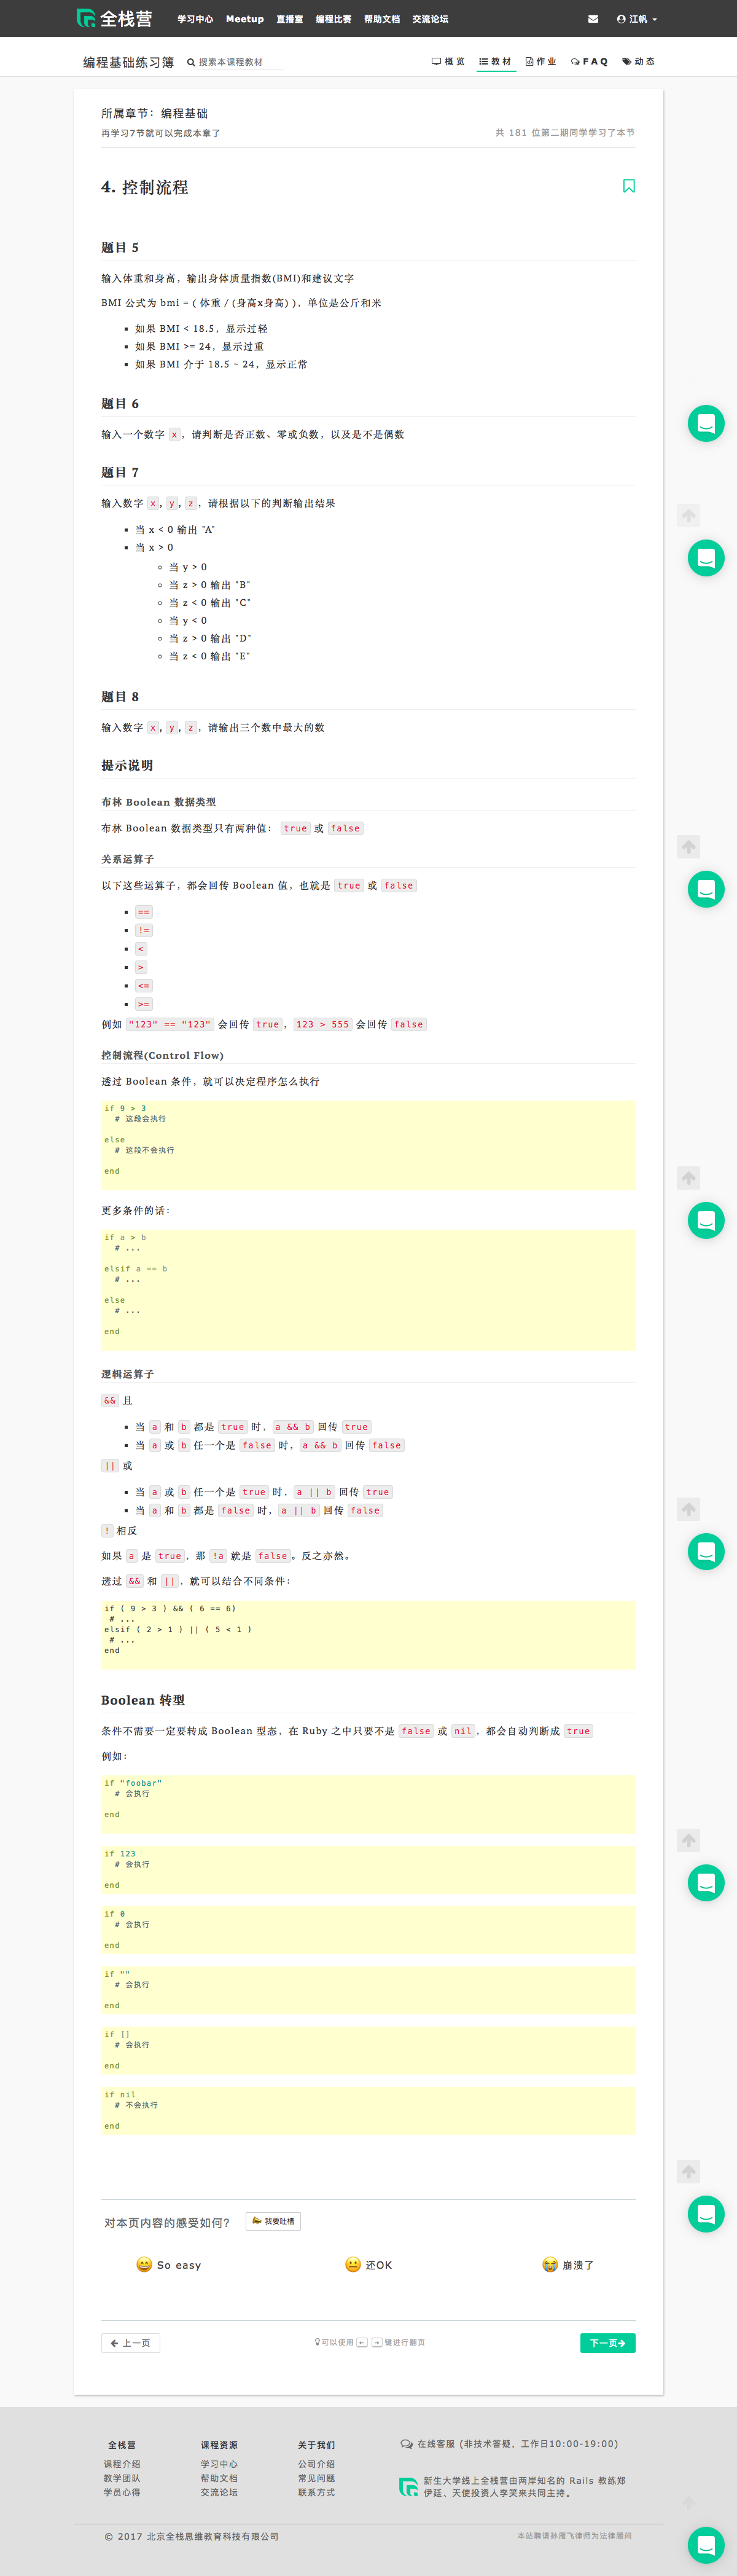 全栈营 学习中心 Meetup 直播室 编程比赛 帮助文档 交流论坛 江帆
编程基础练习簿 搜索本课程教材 概览 教材 作业 FAQ 动态
所属章节：编程基础
再学习7节就可以完成本章了 共 181 位第二期同学学习了本节
4. 控制流程
题目 5
输入体重和身高，输出身体质量指数(BMI)和建议文字
BMI 公式为 bmi = ( 体重 / (身高x身高) )，单位是公斤和米
如果 BMI < 18.5，显示过轻
如果 BMI >= 24，显示过重
如果 BMI 介于 18.5 ~ 24，显示正常
题目 6
输入一个数字 x，请判断是否正数、零或负数，以及是不是偶数
题目 7
输入数字 x, y, z，请根据以下的判断输出结果
当 x < 0 输出 "A"
当 x > 0
当 y > 0
当 z > 0 输出 "B"
当 z < 0 输出 "C"
当 y < 0
当 z > 0 输出 "D"
当 z < 0 输出 "E"
题目 8
输入数字 x, y, z，请输出三个数中最大的数
提示说明
布林 Boolean 数据类型
布林 Boolean 数据类型只有两种值： true 或 false
关系运算子
以下这些运算子，都会回传 Boolean 值，也就是 true 或 false
==
!=
<
>
<=
>=
例如 "123" == "123" 会回传 true，123 > 555 会回传 false
控制流程(Control Flow)
透过 Boolean 条件，就可以决定程序怎么执行
if 9 > 3
# 这段会执行
else
# 这段不会执行
end
更多条件的话：
if a > b
# ...
elsif a == b
# ...
else
# ...
end
逻辑运算子
&& 且
当 a 和 b 都是 true 时，a && b 回传 true
当 a 或 b 任一个是 false 时，a && b 回传 false
|| 或
当 a 或 b 任一个是 true 时，a || b 回传 true
当 a 和 b 都是 false 时，a || b 回传 false
! 相反
如果 a 是 true，那 !a 就是 false。反之亦然。
透过 && 和 ||，就可以结合不同条件：
if ( 9 > 3 ) && ( 6 == 6)
# ...
elsif ( 2 > 1 ) || ( 5 < 1 )
# ...
end
Boolean 转型
条件不需要一定要转成 Boolean 型态，在 Ruby 之中只要不是 false 或 nil，都会自动判断成 true
例如：
if "foobar"
# 会执行
end
if 123
# 会执行
end
if 0
# 会执行
end
if ""
# 会执行
end
if []
# 会执行
end
if nil
# 不会执行
end
对本页内容的感受如何? 我要吐槽
So easy 还OK 崩溃了
← 上一页 可以使用 ← → 键进行翻页 下一页→
全栈营 课程资源 关于我们 在线客服 (非技术答疑，工作日10:00-19:00)
课程介绍 学习中心 公司介绍
教学团队 帮助文档 常见问题 新生大学线上全栈营由两岸知名的 Rails 教练郑
学员心得 交流论坛 联系方式 伊廷、天使投资人李笑来共同主持。
© 2017 北京全栈思维教育科技有限公司 本站聘请孙雁飞律师为法律顾问